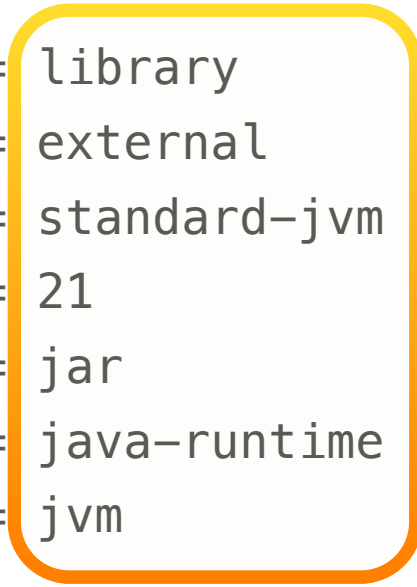 = library
= external
= standard-jvm
= 21
= jar
= java-runtime
= jvm